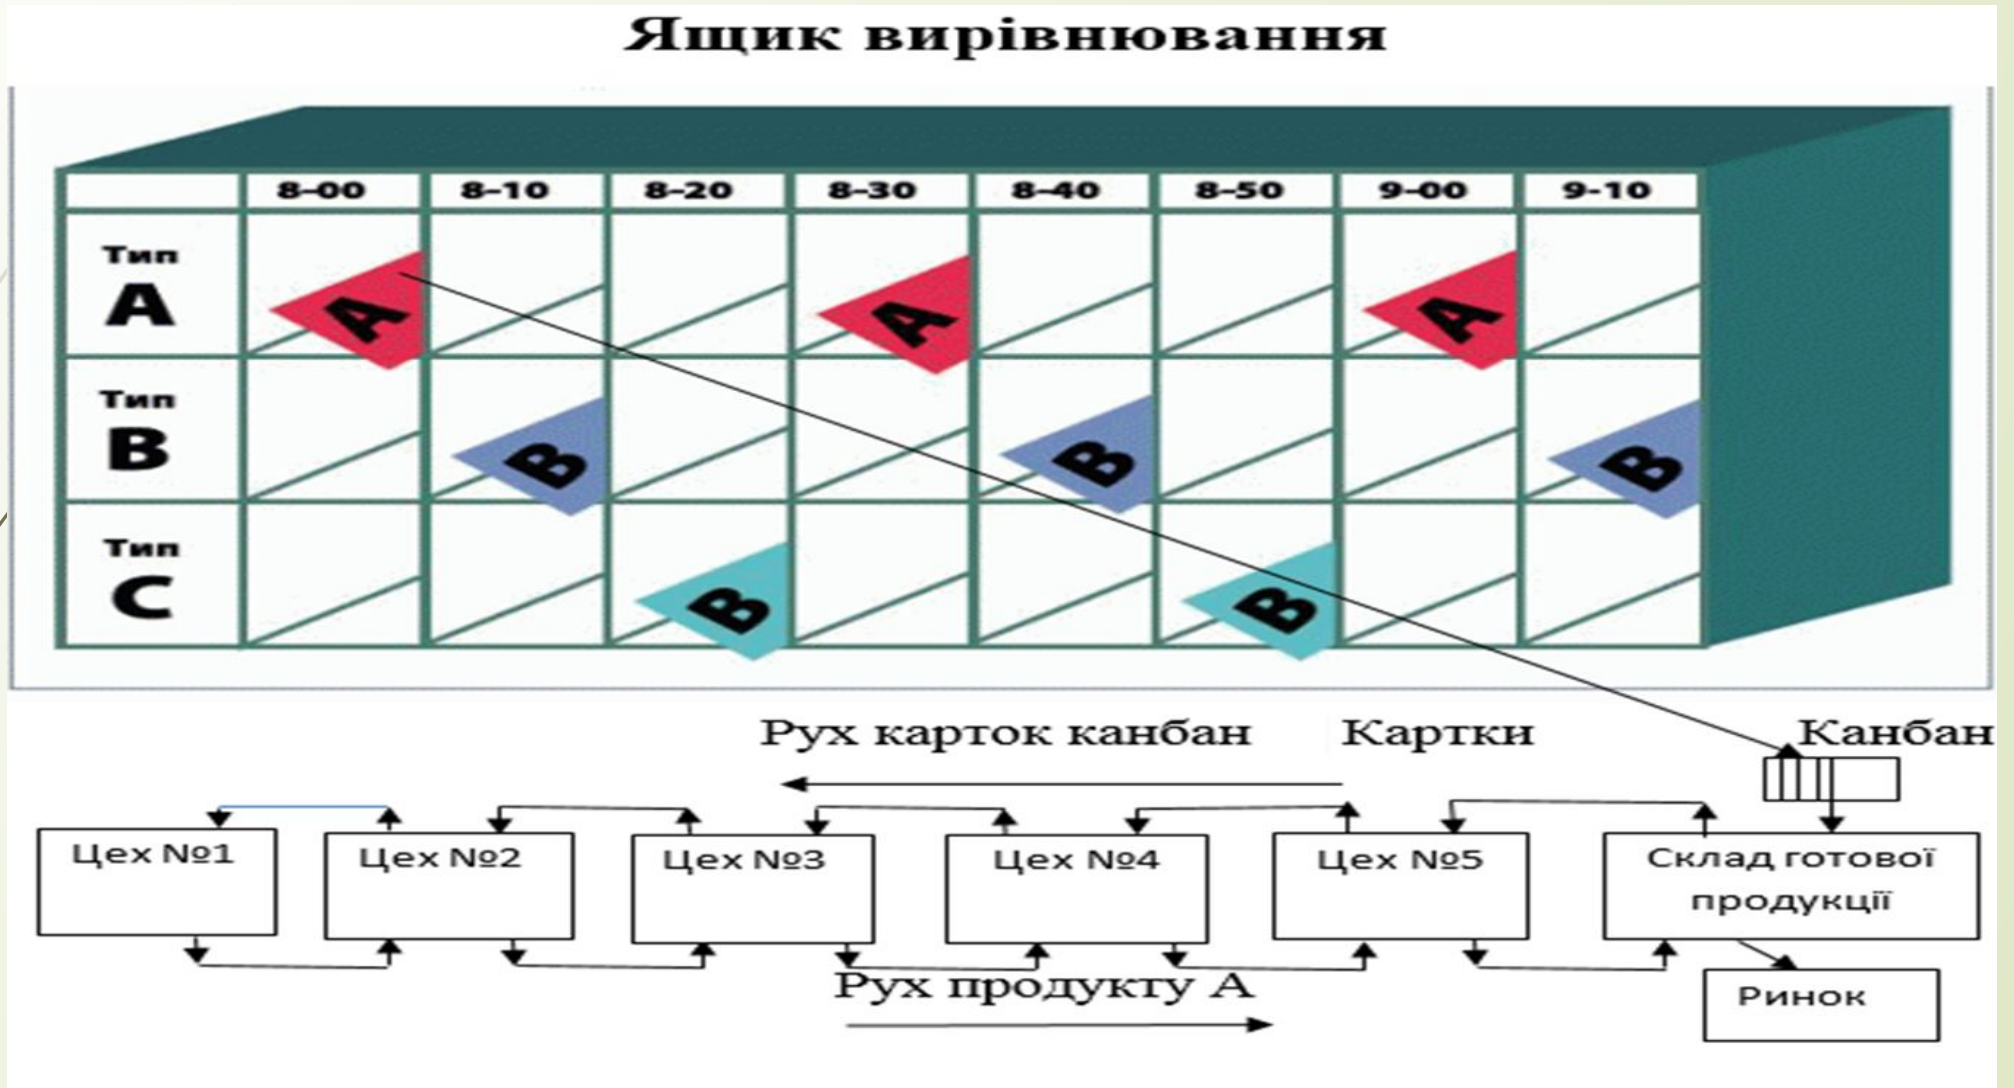 Ящик вирівнювання
8-00 8-10 8-20 8-30 8-40 8-50 9-00 9-10
Тип
A
A A A
Тип
B
B B B
Тип
C
B B
Рух карток канбан Картки Канбан
Цех №1 Цех №2 Цех №3 Цех №4 Цех №5 Склад готової
продукції
Рух продукту А
Ринок